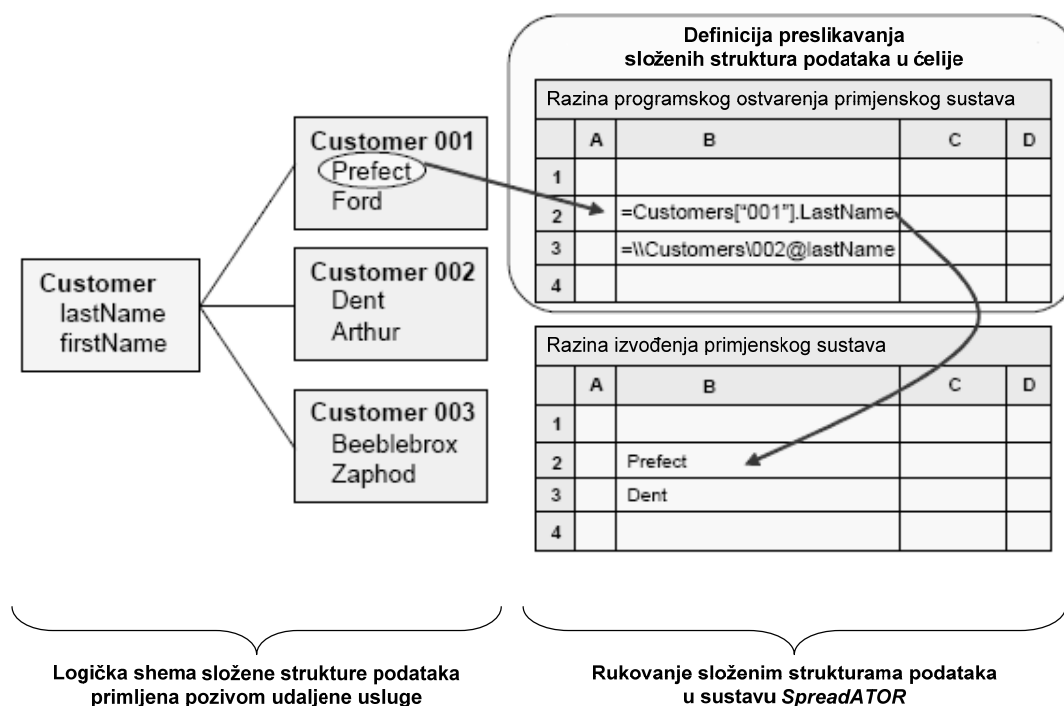 Definicija preslikavanja
složenih struktura podataka u ćelije
Razina programskog ostvarenja primjenskog sustava
A B C D
1
2 =Customers["001"].LastName
3 =\\Customers\002@lastName
4
Customer
lastName
firstName
Customer 001
Prefect
Ford
Customer 002
Dent
Arthur
Customer 003
Beeblebrox
Zaphod
Razina izvođenja primjenskog sustava
A B C D
1
2 Prefect
3 Dent
4
Logička shema složene strukture podataka
primljena pozivom udaljene usluge
Rukovanje složenim strukturama podataka
u sustavu SpreadATOR